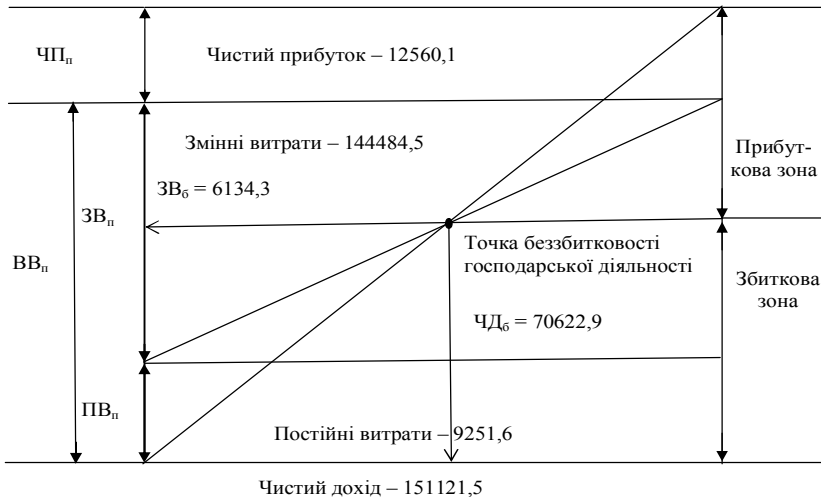 ЧПп
Чистий прибуток – 12560,1
Змінні витрати – 144484,5
Прибут-
кова зона
ЗВб = 6134,3
ЗВп
Точка беззбитковості
господарської діяльності
ВВп
Збиткова
зона
ЧДб = 70622,9
ПВп
Постійні витрати – 9251,6
Чистий дохід – 151121,5